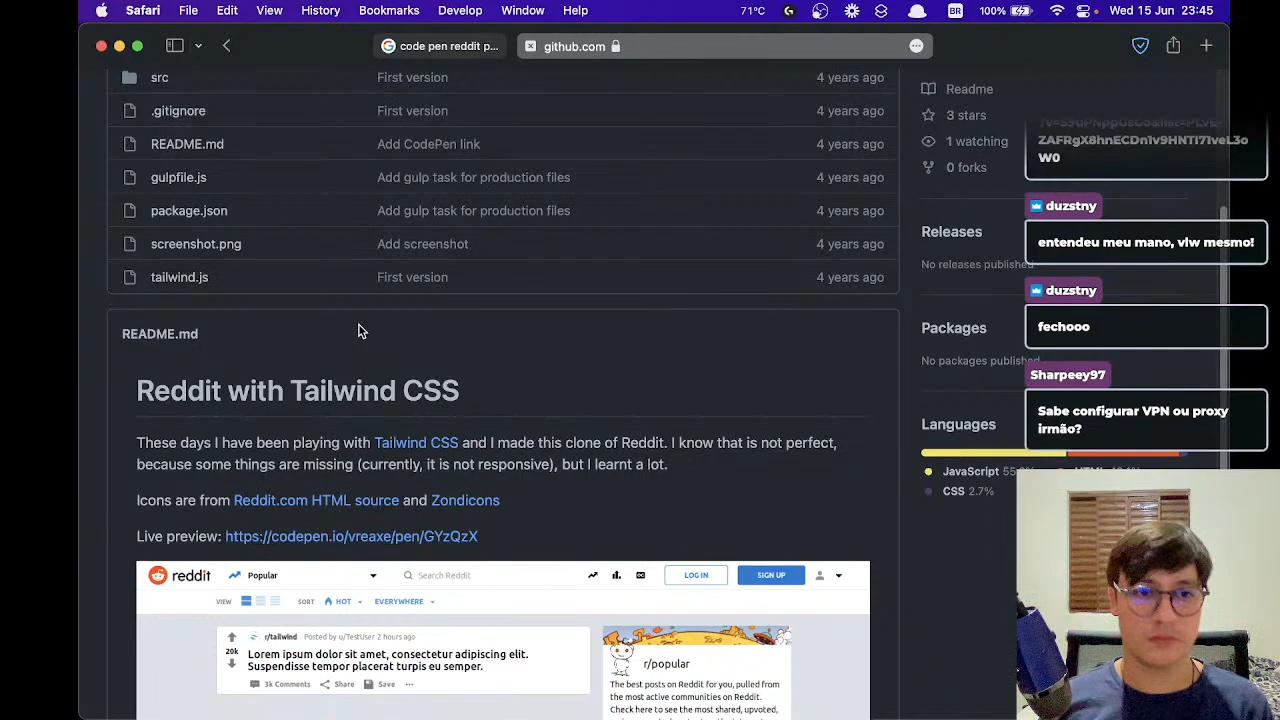 Safari File Edit View History Bookmarks Develop Window Help 71°C BR 100% Wed 15 Jun 23:45
code pen reddit p... github.com
src First version 4 years ago
.gitignore First version 4 years ago
README.md Add CodePen link 4 years ago
gulpfile.js Add gulp task for production files 4 years ago
package.json Add gulp task for production files 4 years ago
screenshot.png Add screenshot 4 years ago
tailwind.js First version 4 years ago
README.md
Reddit with Tailwind CSS
These days I have been playing with Tailwind CSS and I made this clone of Reddit. I know that is not perfect,
because some things are missing (currently, it is not responsive), but I learnt a lot.
Icons are from Reddit.com HTML source and Zondicons
Live preview: https://codepen.io/vreaxe/pen/GYzQzX
reddit Popular Search Reddit LOG IN SIGN UP
VIEW SORT HOT EVERYWHERE
r/tailwind Posted by u/TestUser 2 hours ago
20k
Lorem ipsum dolor sit amet, consectetur adipiscing elit.
Suspendisse tempor placerat turpis eu semper.
3k Comments Share Save
r/popular
The best posts on Reddit for you, pulled from
the most active communities on Reddit.
Check here to see the most shared, upvoted,
Readme
3 stars
1 watching
0 forks
Releases
No releases published
Packages
No packages published
Languages
JavaScript
CSS 2.7%
W0
duzstny
entendeu meu mano, vlw mesmo!
duzstny
fechooo
Sharpeey97
Sabe configurar VPN ou proxy
irmão?